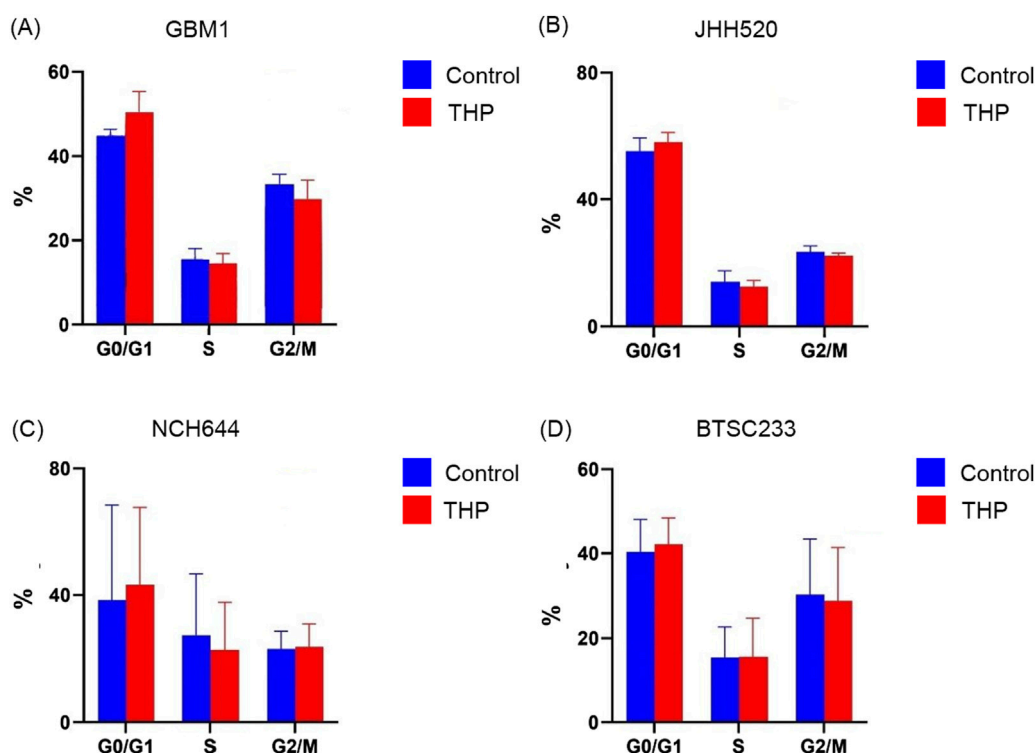 (A) GBM1
Control
THP
60
40
20
0
%
G0/G1 S G2/M
(B) JHH520
Control
THP
80
40
0
%
G0/G1 S G2/M
(C) NCH644
Control
THP
80
40
0
%
G0/G1 S G2/M
(D) BTSC233
Control
THP
60
40
20
0
%
G0/G1 S G2/M